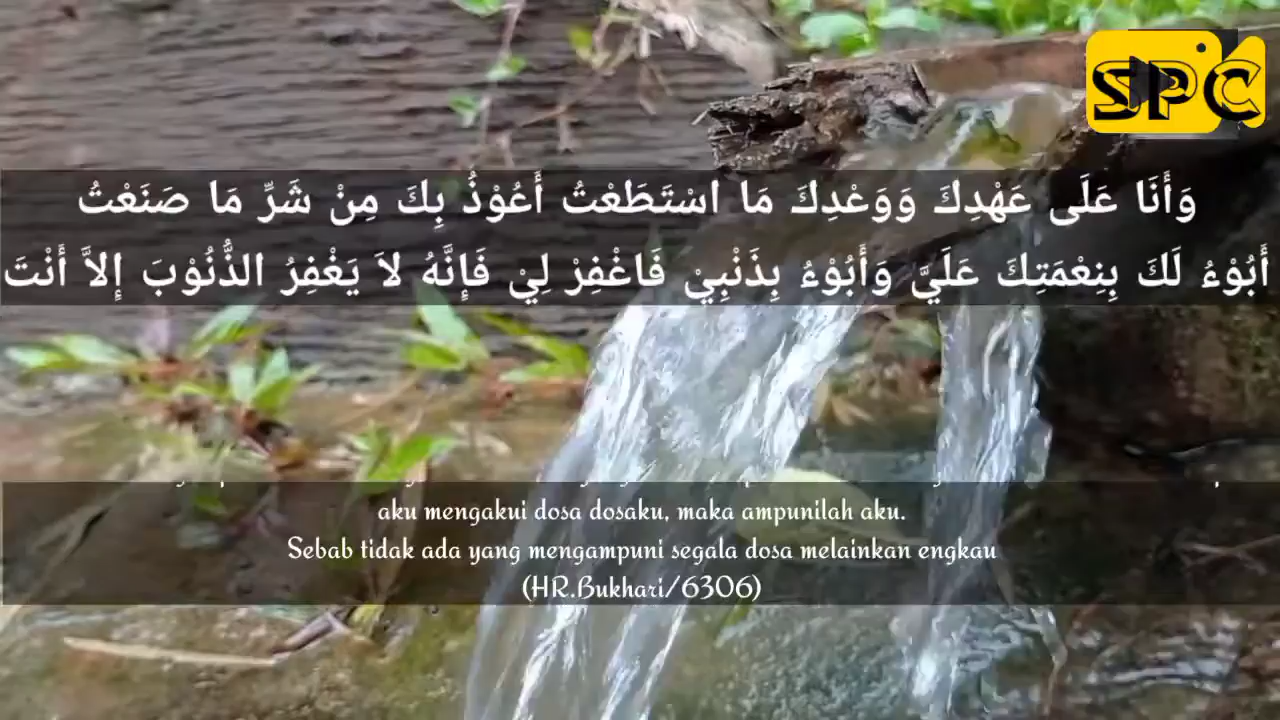 SPC
وَأَنَا عَلَى عَهْدِكَ وَوَعْدِكَ مَا اسْتَطَعْتُ أَعُوْذُ بِكَ مِنْ شَرِّ مَا صَنَعْتُ
أَبُوْءُ لَكَ بِنِعْمَتِكَ عَلَيَّ وَأَبُوْءُ بِذَنْبِيْ فَاغْفِرْ لِيْ فَإِنَّهُ لاَ يَغْفِرُ الذُّنُوْبَ إِلاَّ أَنْتَ
aku mengakui dosa dosaku, maka ampunilah aku.
Sebab tidak ada yang mengampuni segala dosa melainkan engkau
(HR.Bukhari/6306)